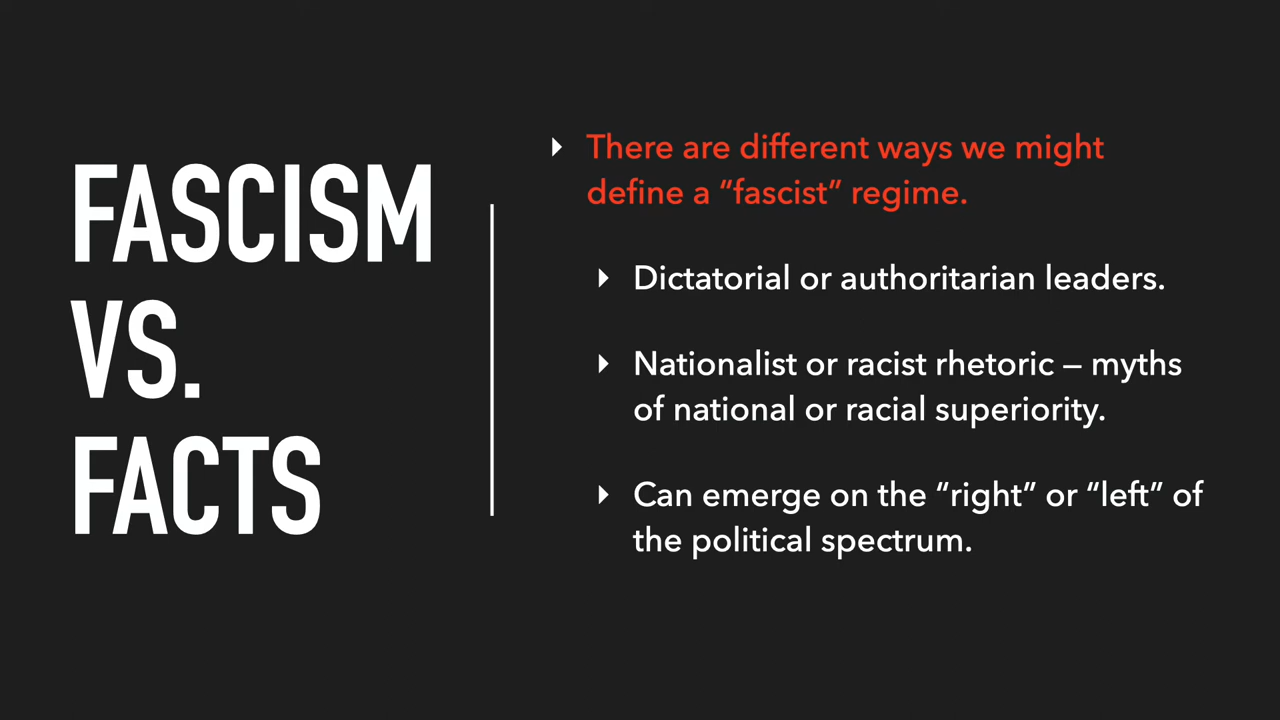 FASCISM
VS.
FACTS
There are different ways we might
define a “fascist” regime.
Dictatorial or authoritarian leaders.
Nationalist or racist rhetoric — myths
of national or racial superiority.
Can emerge on the “right” or “left” of
the political spectrum.